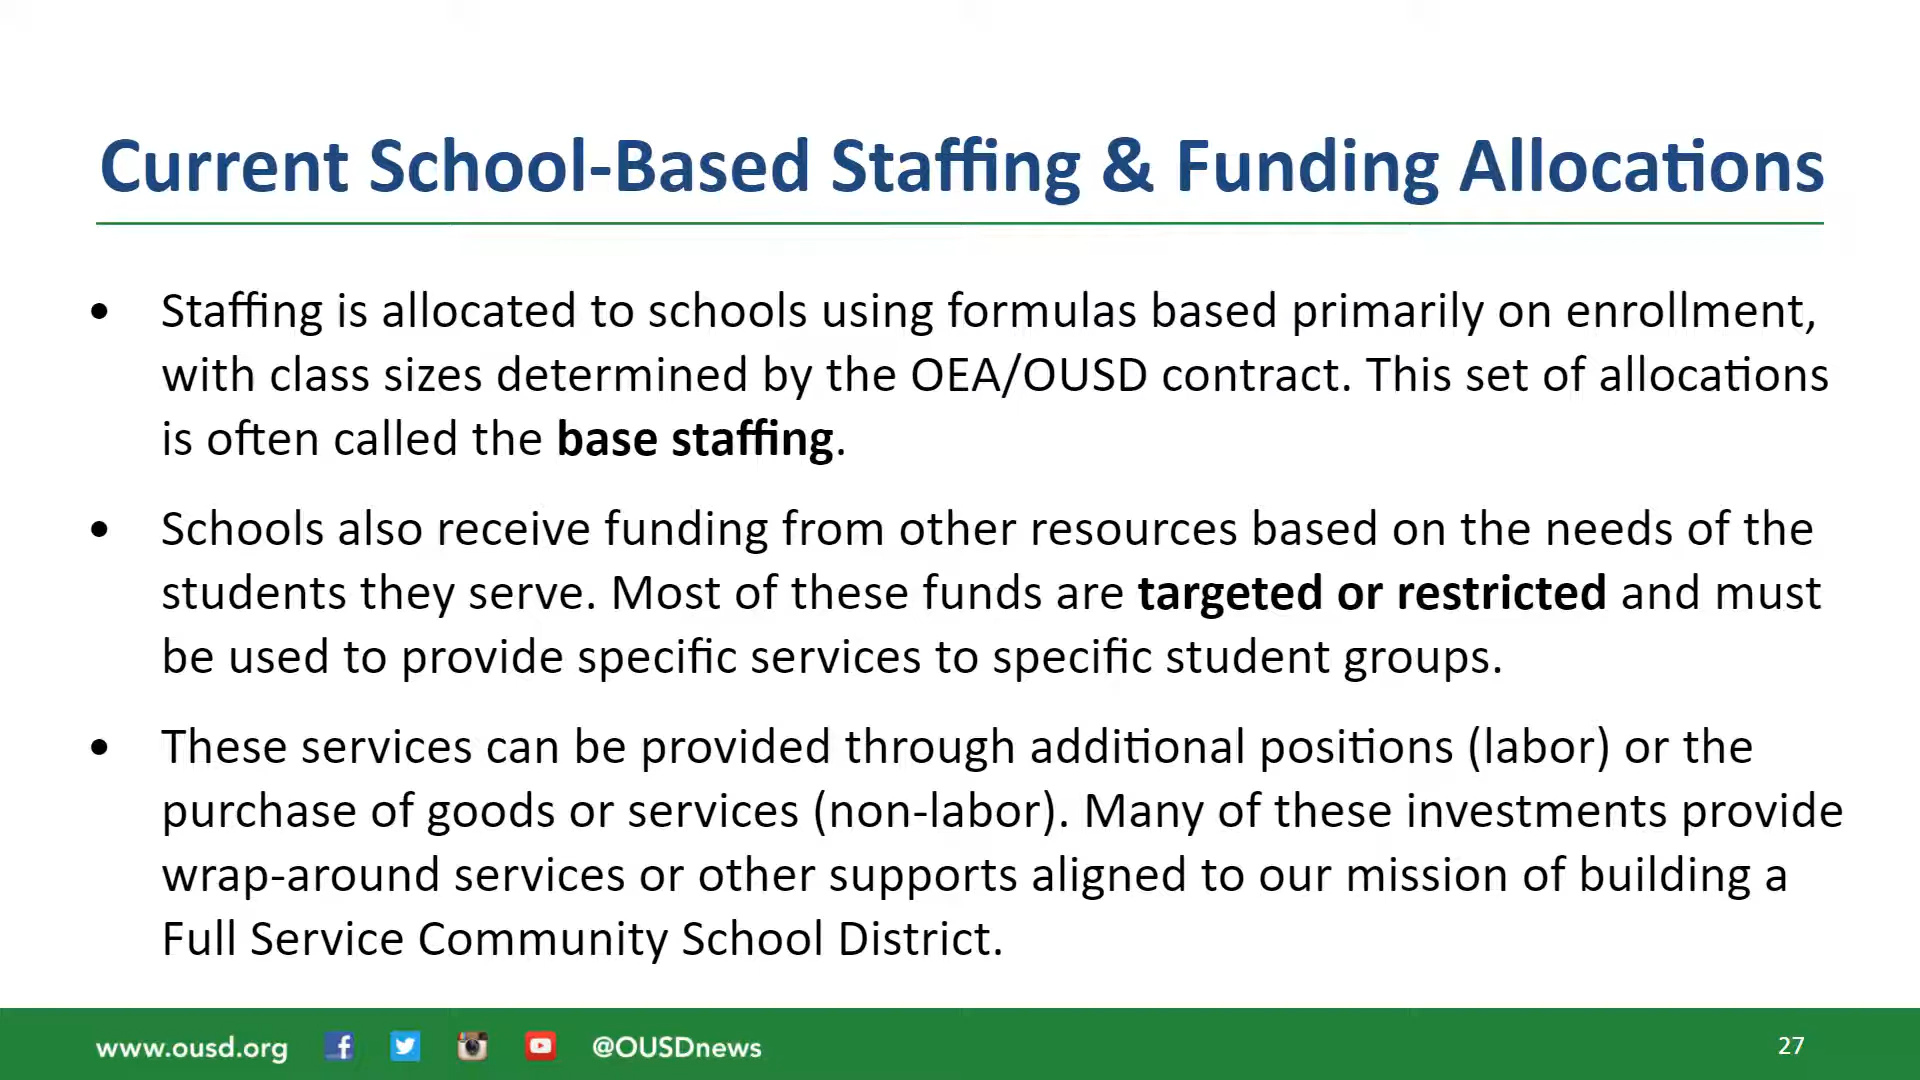 Current School-Based Staffing & Funding Allocations
• Staffing is allocated to schools using formulas based primarily on enrollment,
with class sizes determined by the OEA/OUSD contract. This set of allocations
is often called the base staffing.
• Schools also receive funding from other resources based on the needs of the
students they serve. Most of these funds are targeted or restricted and must
be used to provide specific services to specific student groups.
• These services can be provided through additional positions (labor) or the
purchase of goods or services (non-labor). Many of these investments provide
wrap-around services or other supports aligned to our mission of building a
Full Service Community School District.
www.ousd.org @OUSDnews 27